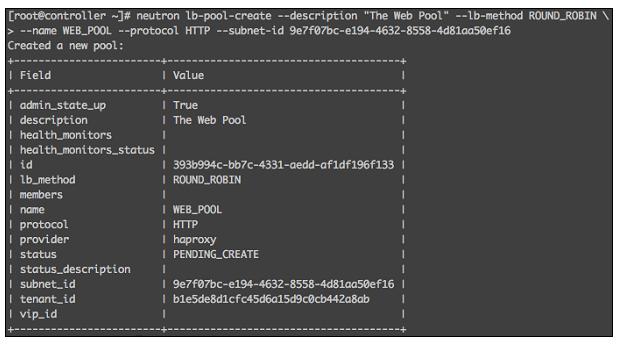 [root@controller ~]# neutron lb-pool-create --description "The Web Pool" --lb-method ROUND_ROBIN \
> --name WEB_POOL --protocol HTTP --subnet-id 9e7f07bc-e194-4632-8558-4d81aa50ef16
Created a new pool:
+-----------------------+--------------------------------------+
| Field | Value |
+-----------------------+--------------------------------------+
| admin_state_up | True |
| description | The Web Pool |
| health_monitors | |
| health_monitors_status | |
| id | 393b994c-bb7c-4331-aedd-af1df196f133 |
| lb_method | ROUND_ROBIN |
| members | |
| name | WEB_POOL |
| protocol | HTTP |
| provider | haproxy |
| status | PENDING_CREATE |
| status_description | |
| subnet_id | 9e7f07bc-e194-4632-8558-4d81aa50ef16 |
| tenant_id | b1e5de8d1cfc45d6a15d9c0cb442a8ab |
| vip_id | |
+-----------------------+--------------------------------------+